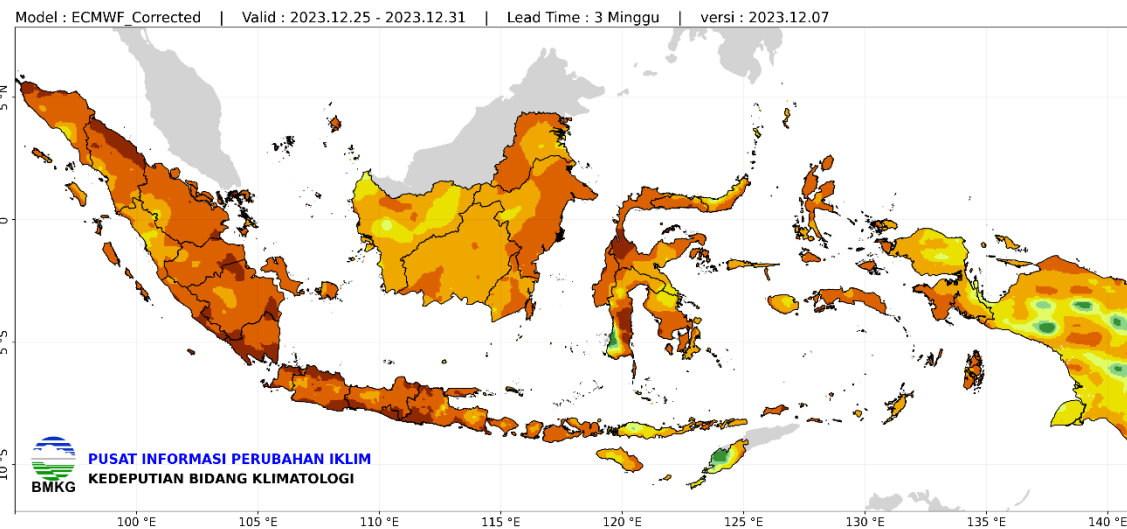 Model : ECMWF_Corrected | Valid : 2023.12.25 - 2023.12.31 | Lead Time : 3 Minggu | versi : 2023.12.07
5 °N
0
5 °S
10 °S
BMKG
PUSAT INFORMASI PERUBAHAN IKLIM
KEDEPUTIAN BIDANG KLIMATOLOGI
100 °E 105 °E 110 °E 115 °E 120 °E 125 °E 130 °E 135 °E 140 °E